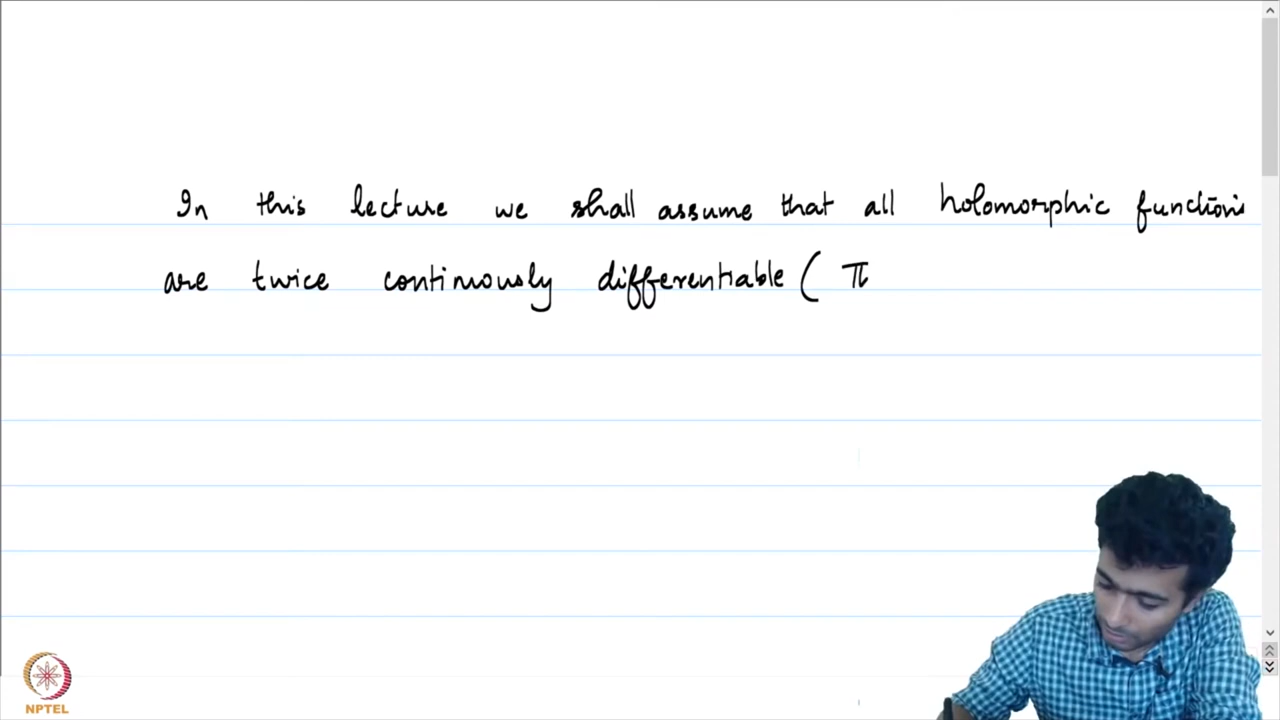 In this lecture we shall assume that all holomorphic functions
are twice continuously differentiable ( π
NPTEL